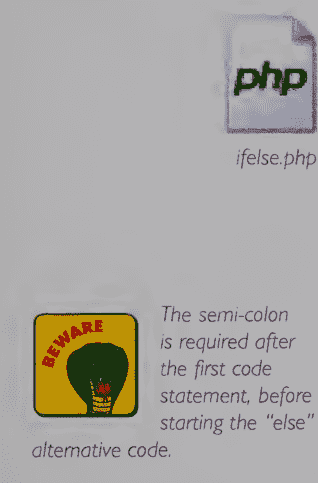 php
ifelse.php
BEWARE
The semi-colon
is required after
the first code
statement, before
starting the “else”
alternative code.